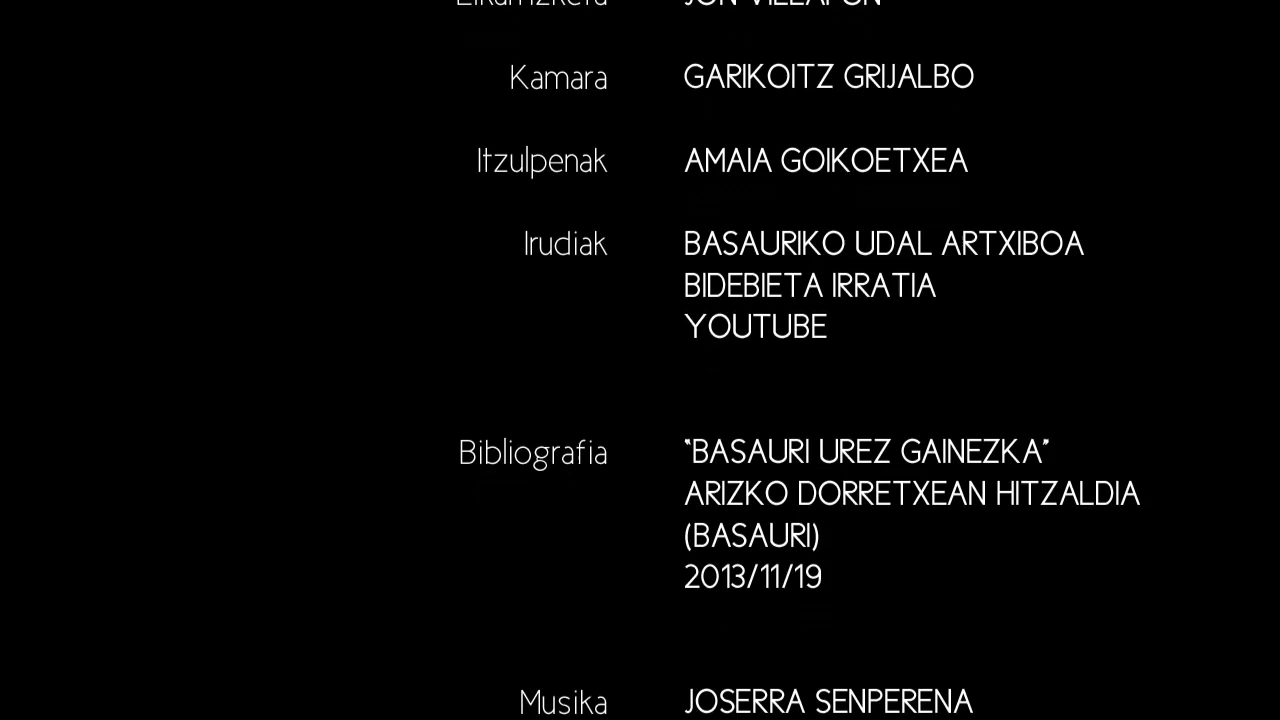 Elkarrizketa
Kamara GARIKOITZ GRIJALBO
Itzulpenak AMAIA GOIKOETXEA
Irudiak BASAURIKO UDAL ARTXIBOA
BIDEBIETA IRRATIA
YOUTUBE
Bibliografia "BASAURI UREZ GAINEZKA"
ARIZKO DORRETXEAN HITZALDIA
(BASAURI)
2013/11/19
Musika JOSERRA SENPERENA